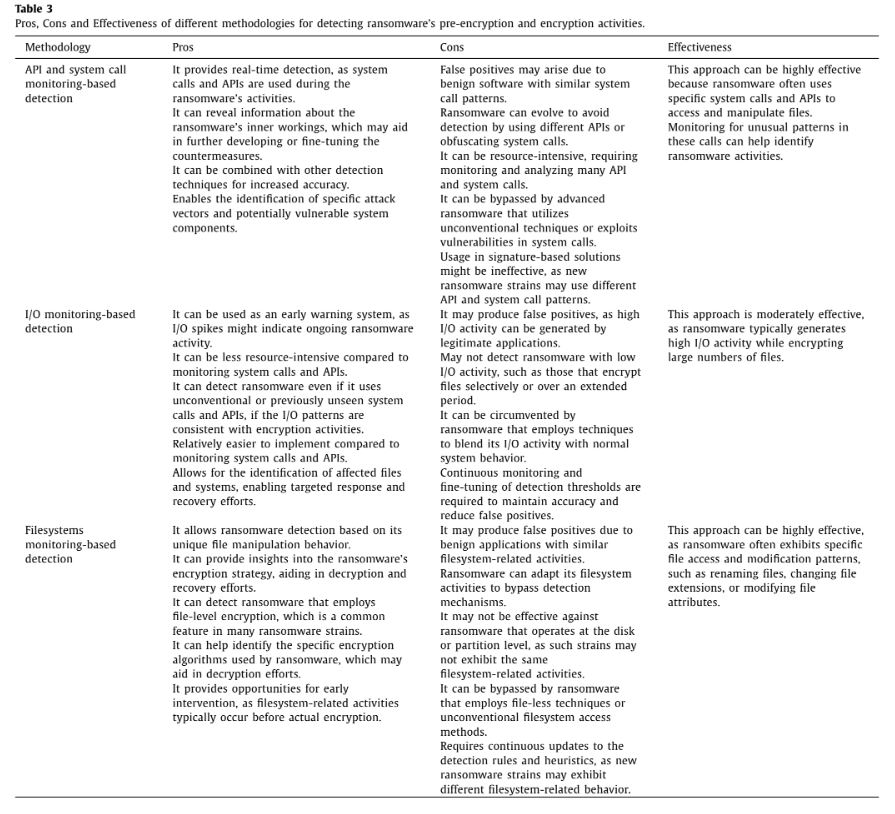 Table 3
Pros, Cons and Effectiveness of different methodologies for detecting ransomware's pre-encryption and encryption activities.
Methodology
Pros
Cons
Effectiveness
API and system call
monitoring-based
detection
It provides real-time detection, as system
calls and APIs are used during the
ransomware's activities.
It can reveal information about the
ransomware's inner workings, which may aid
in further developing or fine-tuning the
countermeasures.
It can be combined with other detection
techniques for increased accuracy.
Enables the identification of specific attack
vectors and potentially vulnerable system
components.
False positives may arise due to
benign software with similar system
call patterns.
Ransomware can evolve to avoid
detection by using different APIs or
obfuscating system calls.
It can be resource-intensive, requiring
monitoring and analyzing many API
and system calls.
It can be bypassed by advanced
ransomware that utilizes
unconventional techniques or exploits
vulnerabilities in system calls.
Usage in signature-based solutions
might be ineffective, as new
ransomware strains may use different
API and system call patterns.
This approach can be highly effective
because ransomware often uses
specific system calls and APIs to
access and manipulate files.
Monitoring for unusual patterns in
these calls can help identify
ransomware activities.
I/O monitoring-based
detection
It can be used as an early warning system, as
I/O spikes might indicate ongoing ransomware
activity.
It can be less resource-intensive compared to
monitoring system calls and APIs.
It can detect ransomware even if it uses
unconventional or previously unseen system
calls and APIs, if the I/O patterns are
consistent with encryption activities.
Relatively easier to implement compared to
monitoring system calls and APIs.
Allows for the identification of affected files
and systems, enabling targeted response and
recovery efforts.
It may produce false positives, as high
I/O activity can be generated by
legitimate applications.
May not detect ransomware with low
I/O activity, such as those that encrypt
files selectively or over an extended
period.
It can be circumvented by
ransomware that employs techniques
to blend its I/O activity with normal
system behavior.
Continuous monitoring and
fine-tuning of detection thresholds are
required to maintain accuracy and
reduce false positives.
This approach is moderately effective,
as ransomware typically generates
high I/O activity while encrypting
large numbers of files.
Filesystems
monitoring-based
detection
It allows ransomware detection based on its
unique file manipulation behavior.
It can provide insights into the ransomware's
encryption strategy, aiding in decryption and
recovery efforts.
It can detect ransomware that employs
file-level encryption, which is a common
feature in many ransomware strains.
It can help identify the specific encryption
algorithms used by ransomware, which may
aid in decryption efforts.
It provides opportunities for early
intervention, as filesystem-related activities
typically occur before actual encryption.
It may produce false positives due to
benign applications with similar
filesystem-related activities.
Ransomware can adapt its filesystem
activities to bypass detection
mechanisms.
It may not be effective against
ransomware that operates at the disk
or partition level, as such strains may
not exhibit the same
filesystem-related activities.
It can be bypassed by ransomware
that employs file-less techniques or
unconventional filesystem access
methods.
Requires continuous updates to the
detection rules and heuristics, as new
ransomware strains may exhibit
different filesystem-related behavior.
This approach can be highly effective,
as ransomware often exhibits specific
file access and modification patterns,
such as renaming files, changing file
extensions, or modifying file
attributes.